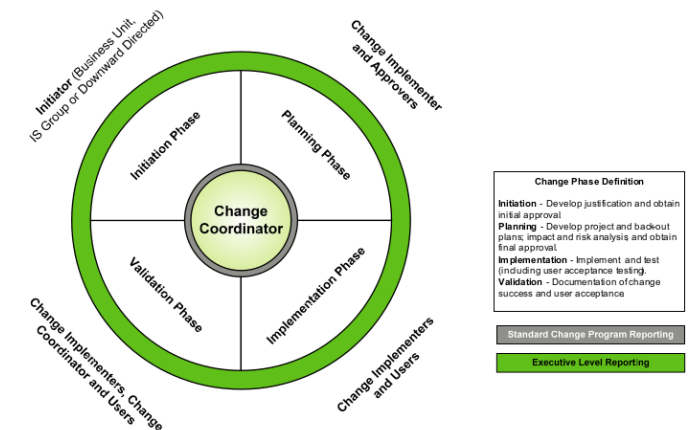 Initiator (Business Unit,
IS Group or Downward Directed)
Change Implementer
and Approvers
Initiation Phase
Planning Phase
Change
Coordinator
Validation Phase
Implementation Phase
Change Implementers, Change
Coordinator and Users
Change Implementers
and Users
Change Phase Definition
Initiation - Develop justification and obtain
initial approval.
Planning - Develop project and back-out
plans; impact and risk analysis, and obtain
final approval.
Implementation - Implement and test
(including user acceptance testing).
Validation - Documentation of change
success and user acceptance
Standard Change Program Reporting
Executive Level Reporting